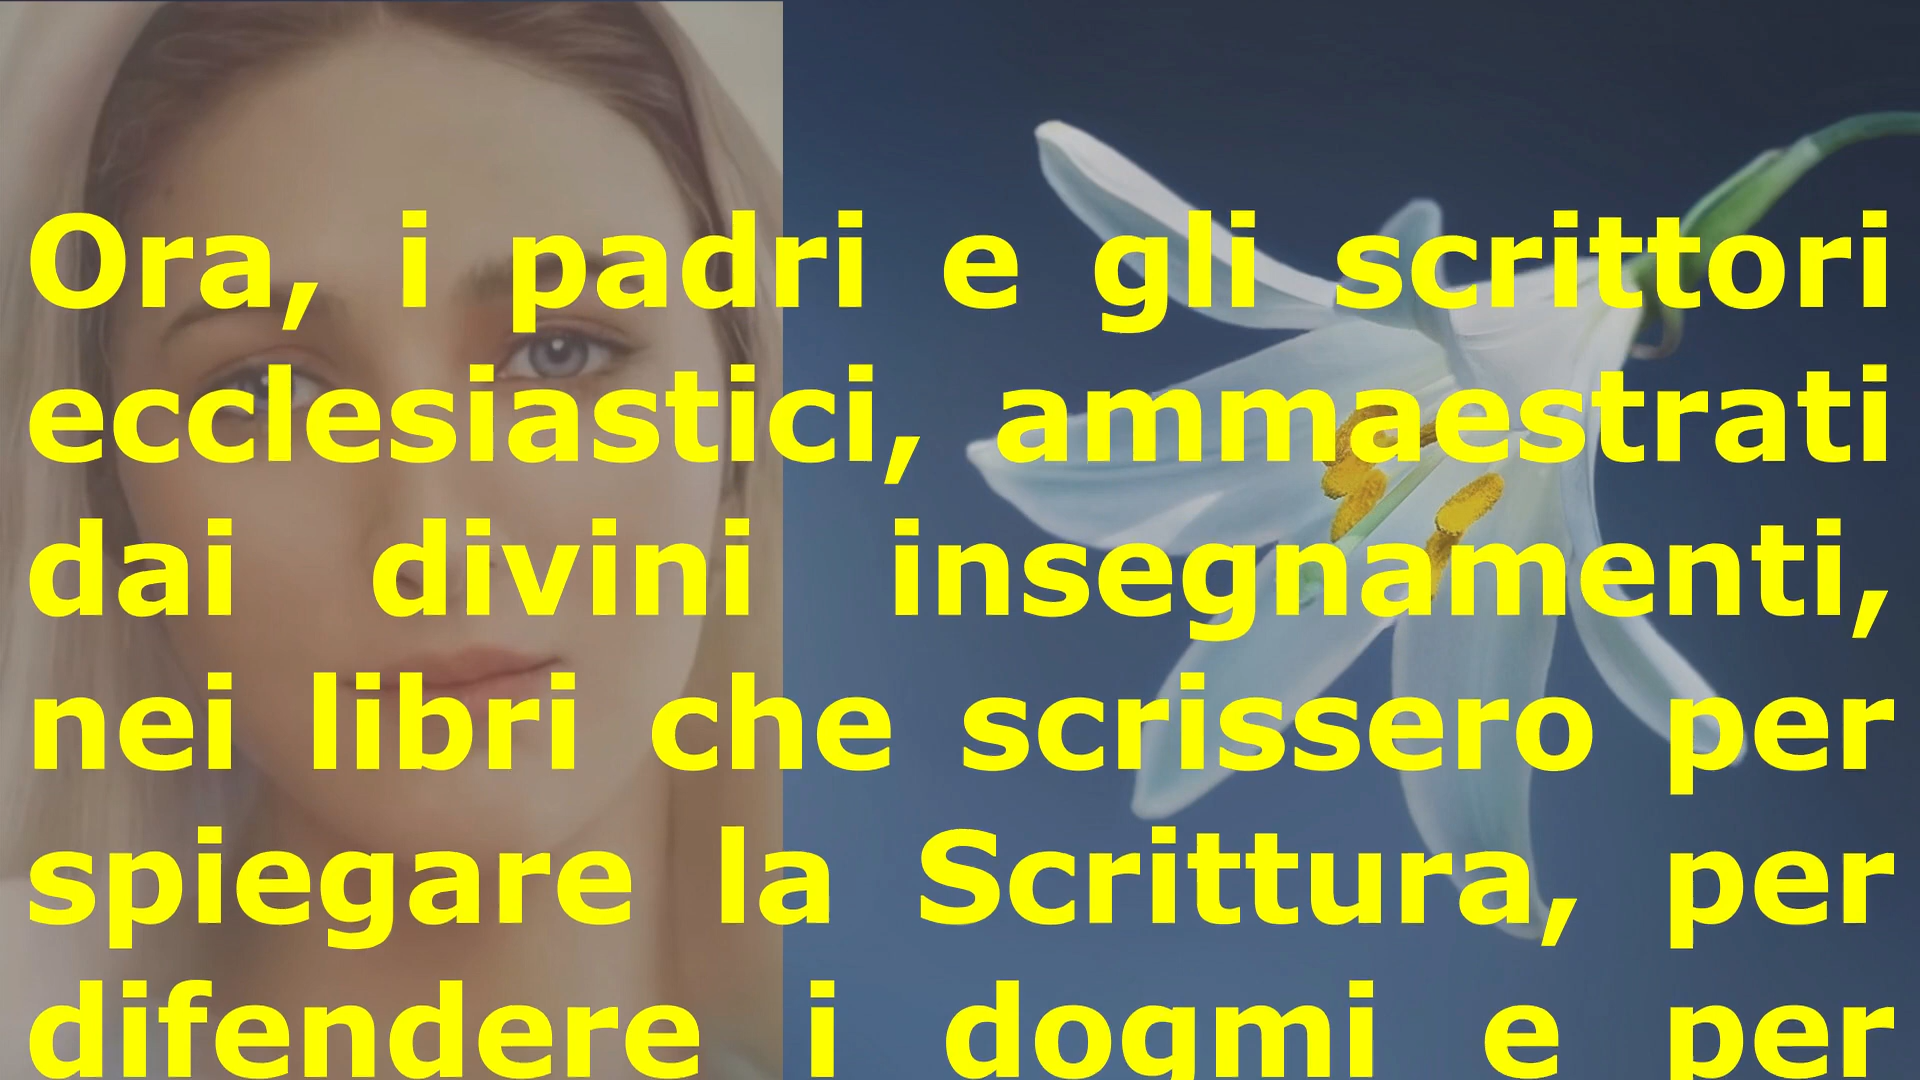 Ora, i padri e gli scrittori
ecclesiastici, ammaestrati
dai divini insegnamenti,
nei libri che scrissero per
spiegare la Scrittura, per
difendere i dogmi e per